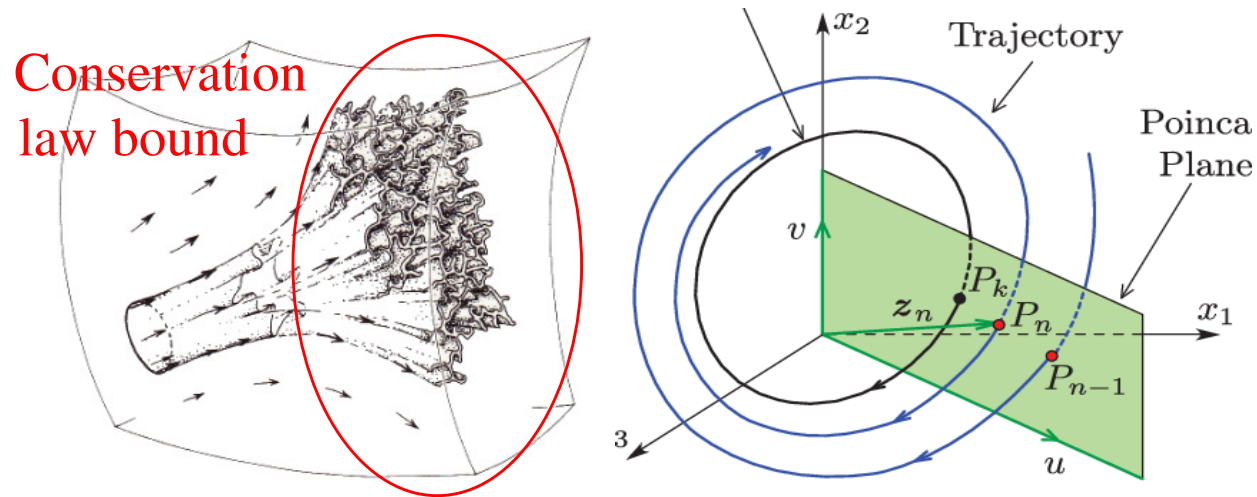 Conservation
law bound
x₂
Trajectory
Poinca
Plane
v
Pₖ
zₙ
Pₙ
x₁
Pₙ₋₁
3
u